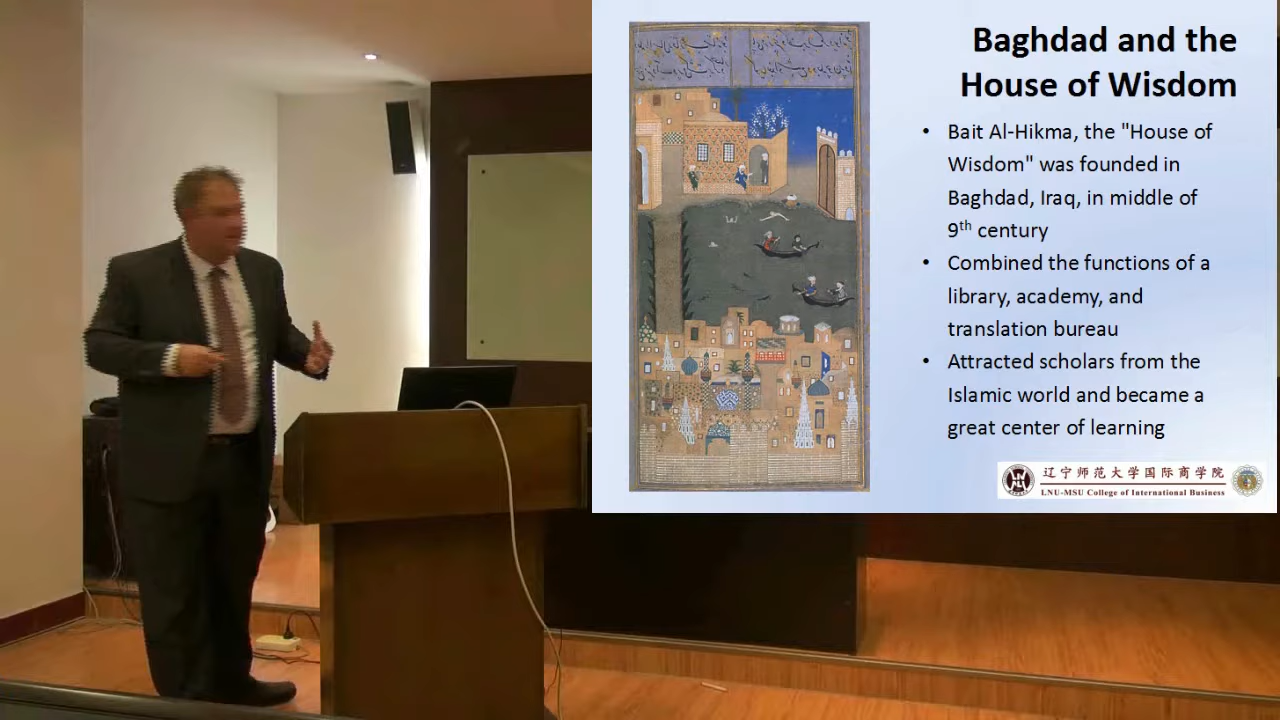 Baghdad and the
House of Wisdom
• Bait Al-Hikma, the "House of
Wisdom" was founded in
Baghdad, Iraq, in middle of
9th century
• Combined the functions of a
library, academy, and
translation bureau
• Attracted scholars from the
Islamic world and became a
great center of learning
辽宁师范大学国际商学院
LNU-MSU College of International Business